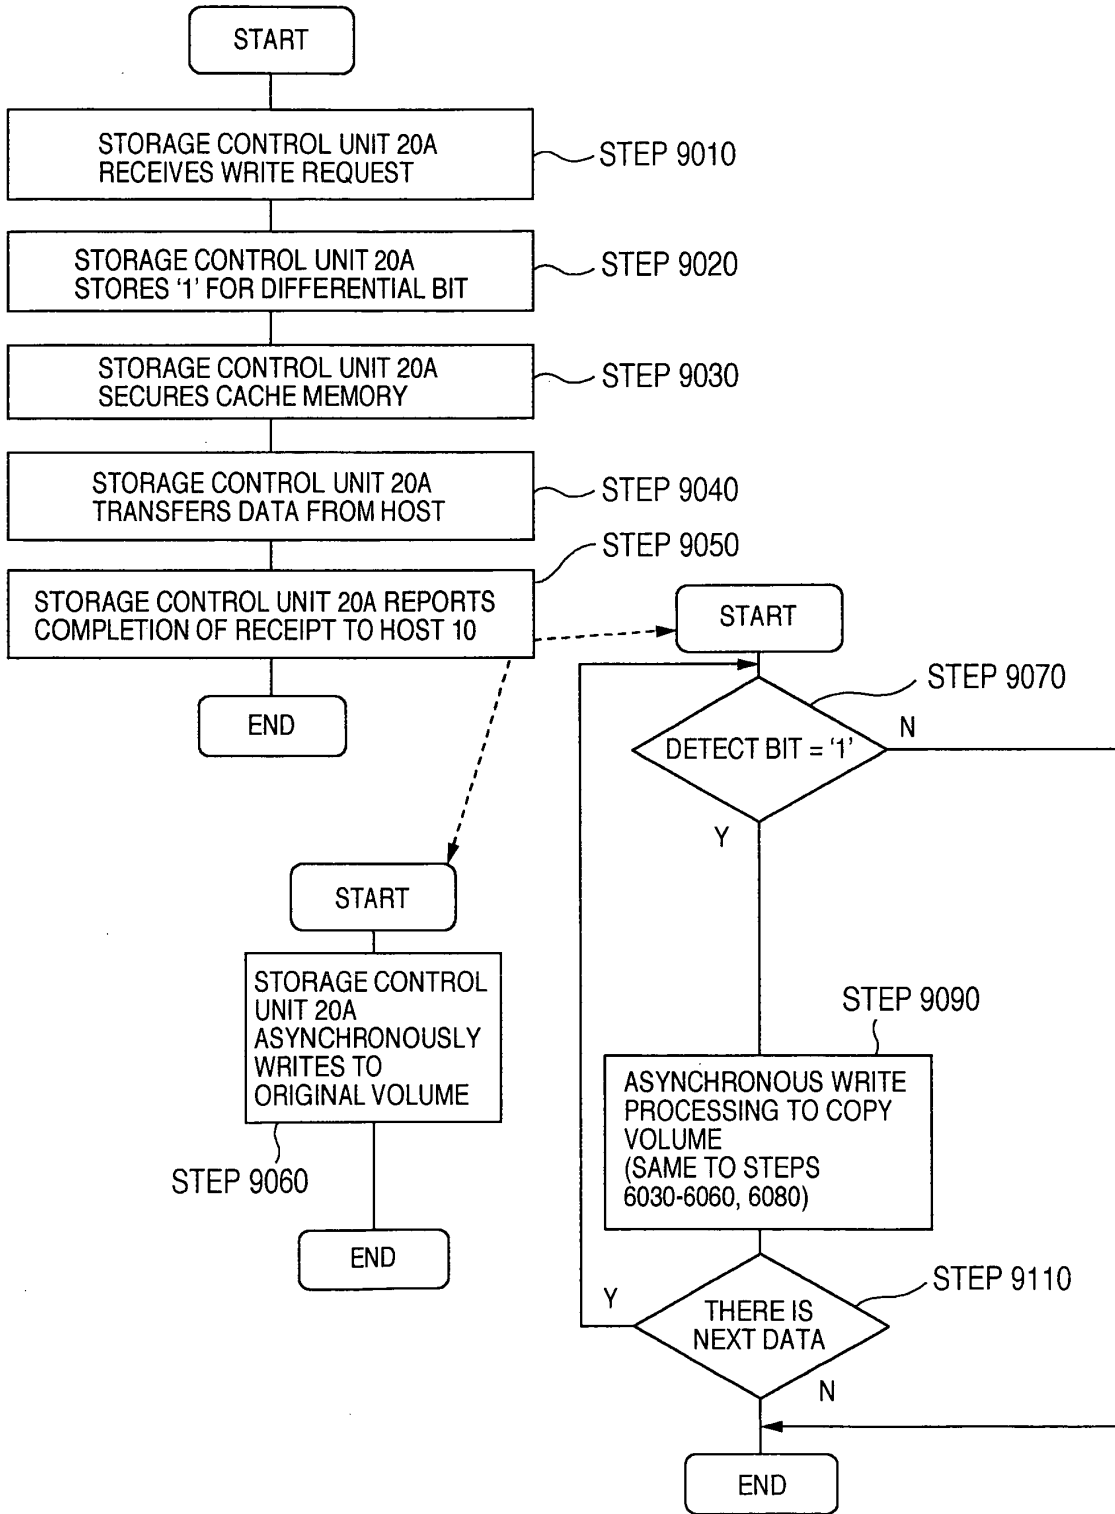 START
STORAGE CONTROL UNIT 20A
RECEIVES WRITE REQUEST
STEP 9010
STORAGE CONTROL UNIT 20A
STORES ‘1’ FOR DIFFERENTIAL BIT
STEP 9020
STORAGE CONTROL UNIT 20A
SECURES CACHE MEMORY
STEP 9030
STORAGE CONTROL UNIT 20A
TRANSFERS DATA FROM HOST
STEP 9040
STORAGE CONTROL UNIT 20A REPORTS
COMPLETION OF RECEIPT TO HOST 10
STEP 9050
END
START
STORAGE CONTROL
UNIT 20A
ASYNCHRONOUSLY
WRITES TO
ORIGINAL VOLUME
STEP 9060
END
START
DETECT BIT = ‘1’
STEP 9070
N
Y
STEP 9090
ASYNCHRONOUS WRITE
PROCESSING TO COPY
VOLUME
(SAME TO STEPS
6030-6060, 6080)
THERE IS
NEXT DATA
STEP 9110
Y
N
END